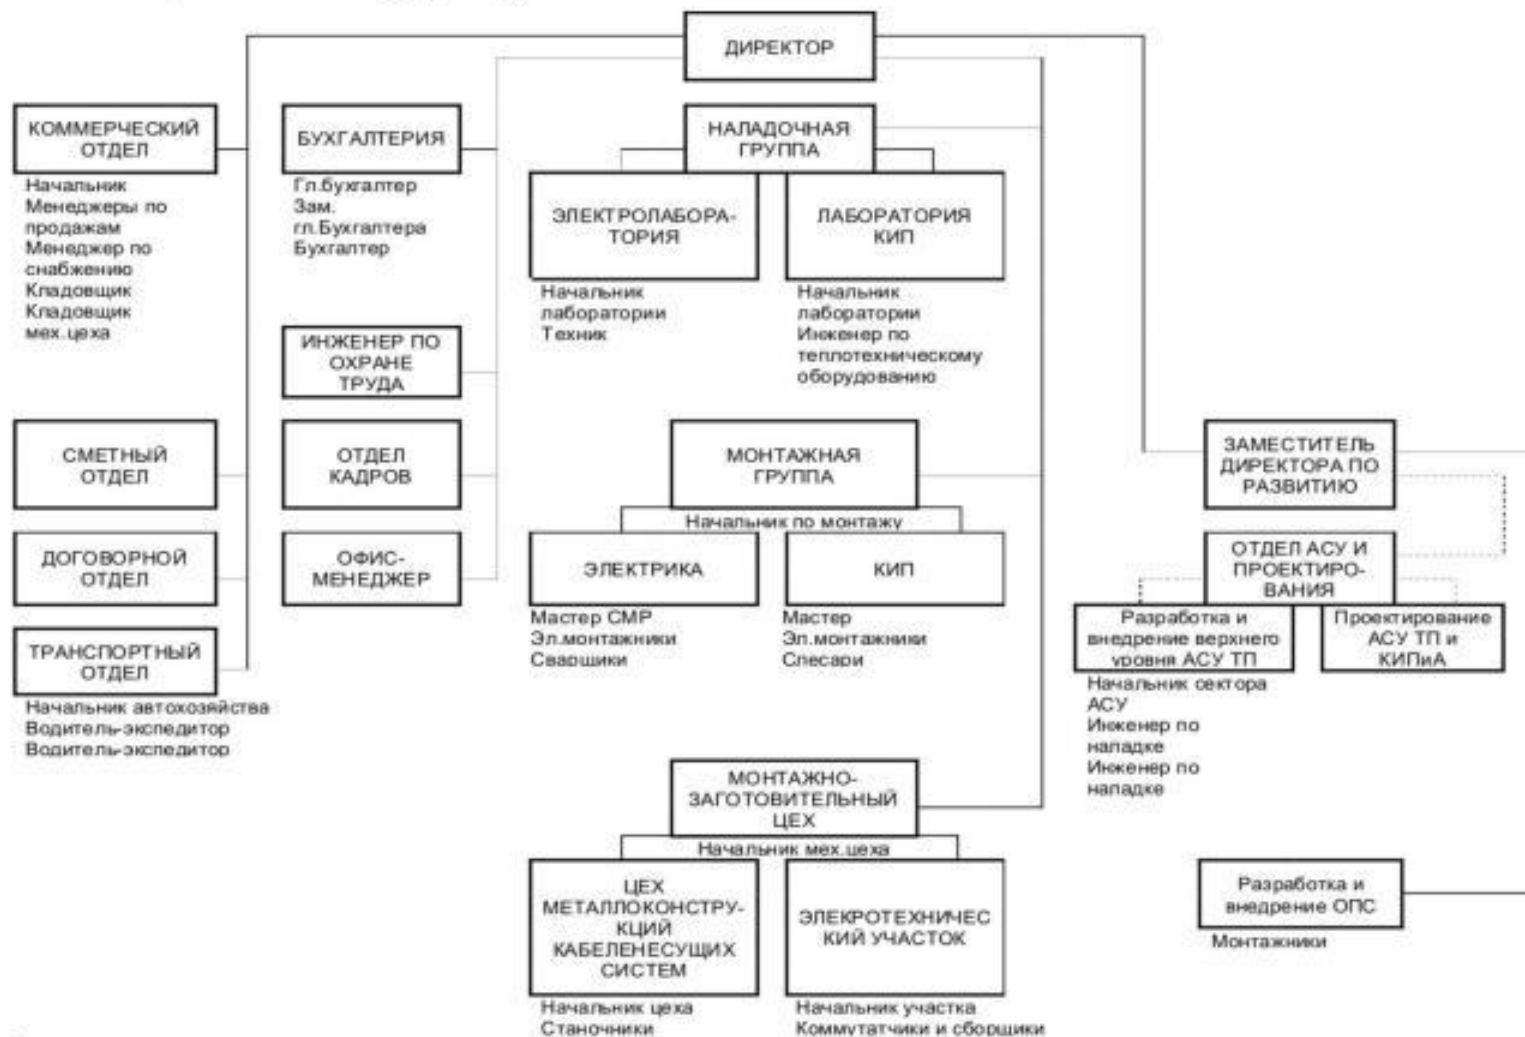 ДИРЕКТОР
КОММЕРЧЕСКИЙ
ОТДЕЛ
Начальник
Менеджеры по
продажам
Менеджер по
снабжению
Кладовщик
Кладовщик
мех.цеха
БУХГАЛТЕРИЯ
Гл.бухгалтер
Зам.
гл.Бухгалтера
Бухгалтер
НАЛАДОЧНАЯ
ГРУППА
ЭЛЕКТРОЛАБОРА-
ТОРИЯ
Начальник
лаборатории
Техник
ЛАБОРАТОРИЯ
КИП
Начальник
лаборатории
Инженер по
теплотехническому
оборудованию
ИНЖЕНЕР ПО
ОХРАНЕ
ТРУДА
СМЕТНЫЙ
ОТДЕЛ
ОТДЕЛ
КАДРОВ
МОНТАЖНАЯ
ГРУППА
Начальник по монтажу
ЗАМЕСТИТЕЛЬ
ДИРЕКТОРА ПО
РАЗВИТИЮ
ДОГОВОРНОЙ
ОТДЕЛ
ОФИС-
МЕНЕДЖЕР
ЭЛЕКТРИКА
Мастер СМР
Эл.монтажники
Сварщики
КИП
Мастер
Эл.монтажники
Слесари
ОТДЕЛ АСУ И
ПРОЕКТИРО-
ВАНИЯ
Разработка и
внедрение верхнего
уровня АСУ ТП
Начальник сектора
АСУ
Инженер по
наладке
Инженер по
наладке
Проектирование
АСУ ТП и
КИПиА
ТРАНСПОРТНЫЙ
ОТДЕЛ
Начальник автохозяйства
Водитель-экспедитор
Водитель-экспедитор
МОНТАЖНО-
ЗАГОТОВИТЕЛЬНЫЙ
ЦЕХ
Начальник мех.цеха
ЦЕХ
МЕТАЛЛОКОНСТРУ-
КЦИЙ
КАБЕЛЕНЕСУЩИХ
СИСТЕМ
Начальник цеха
Станочники
ЭЛЕКРОТЕХНИЧЕС
КИЙ УЧАСТОК
Начальник участка
Коммутатчики и сборщики
Разработка и
внедрение ОПС
Монтажники